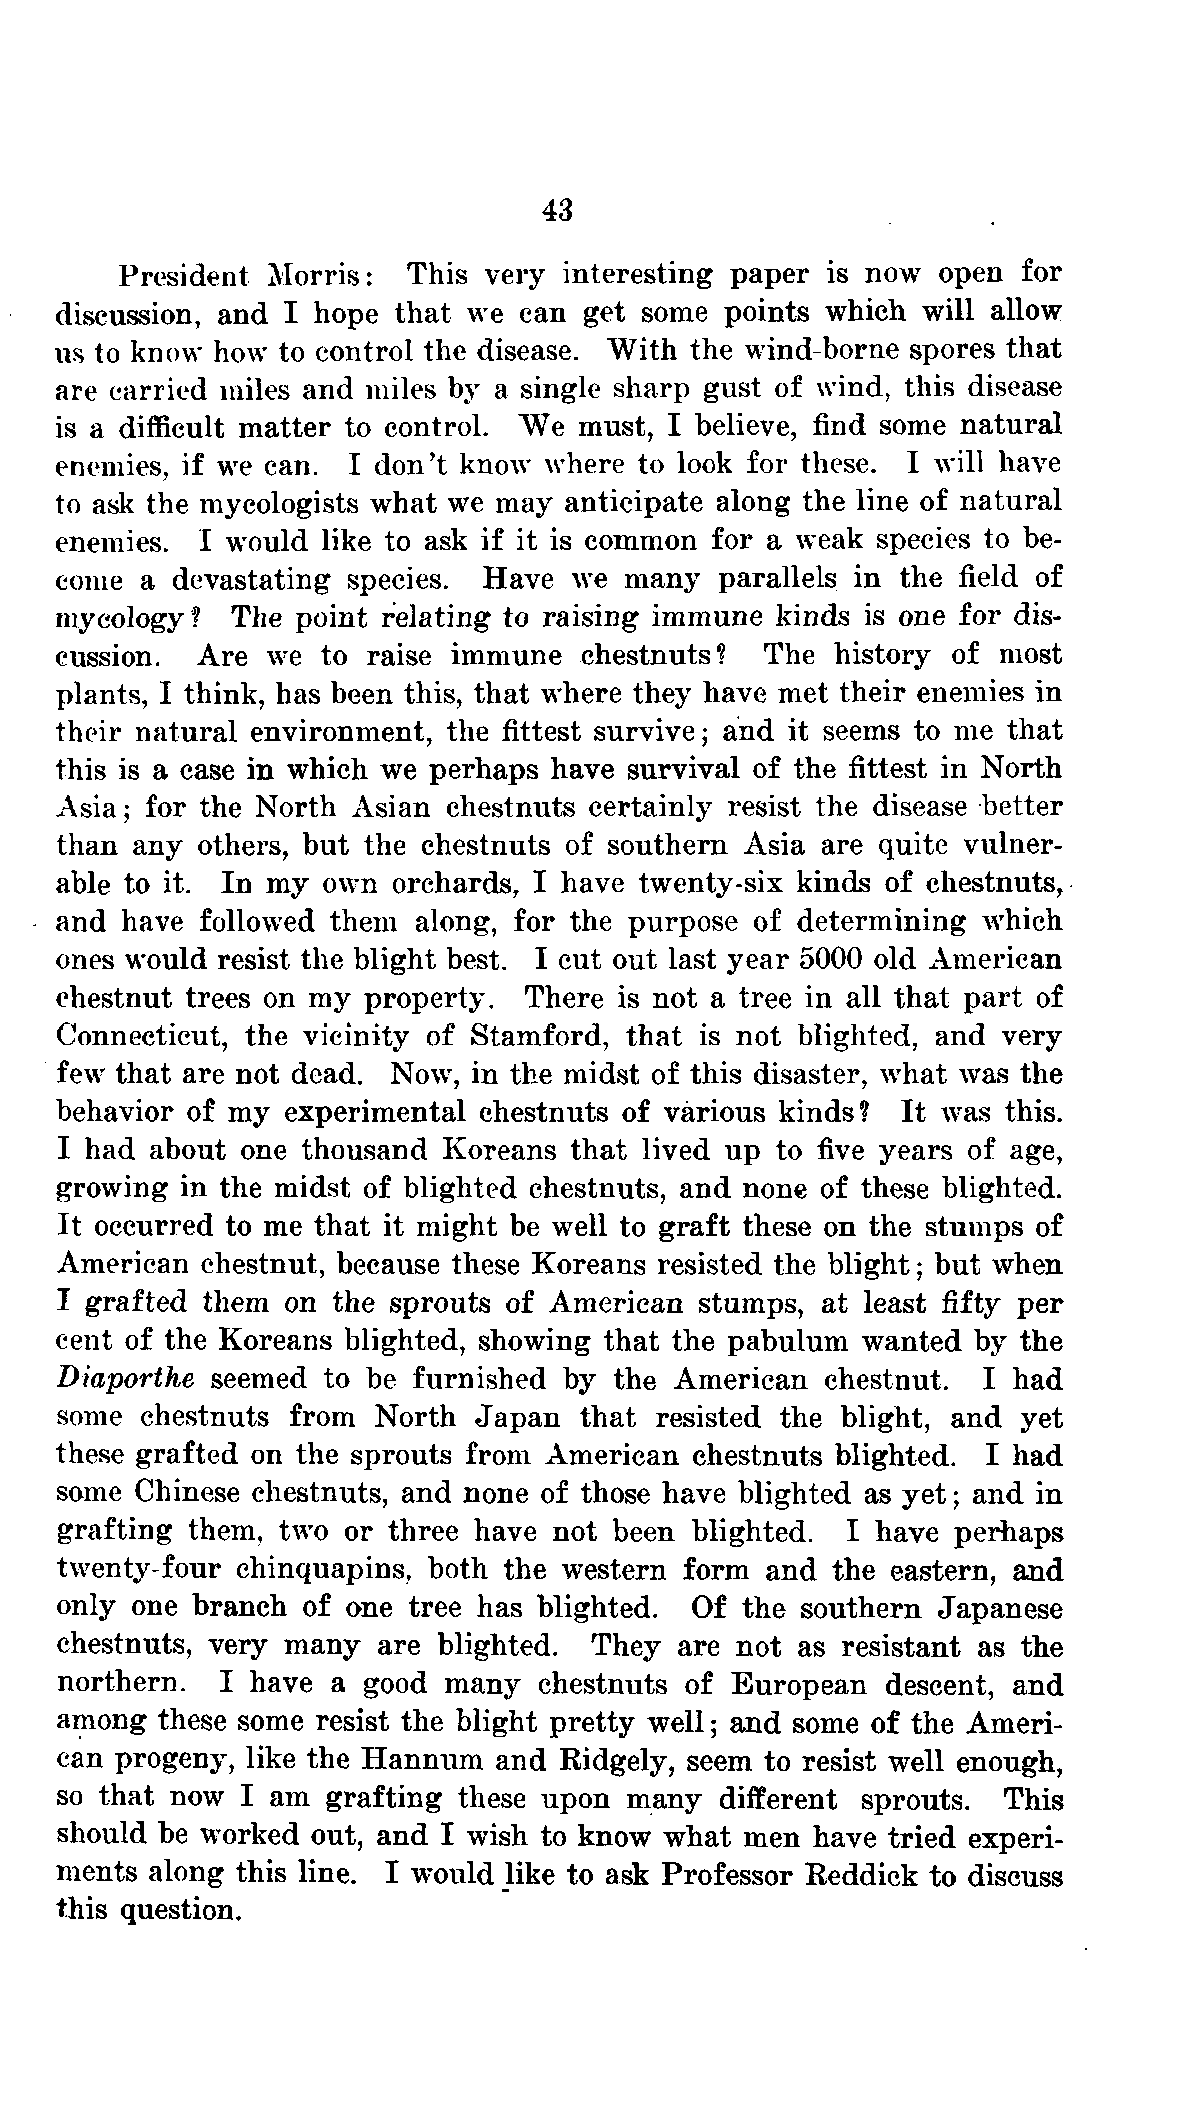 43
President Morris: This very interesting paper is now open for
discussion, and I hope that we can get some points which will allow
us to know how to control the disease. With the wind-borne spores that
are carried miles and miles by a single sharp gust of wind, this disease
is a difficult matter to control. We must, I believe, find some natural
enemies, if we can. I don't know where to look for these. I will have
to ask the mycologists what we may anticipate along the line of natural
enemies. I would like to ask if it is common for a weak species to be-
come a devastating species. Have we many parallels in the field of
mycology? The point relating to raising immune kinds is one for dis-
cussion. Are we to raise immune chestnuts? The history of most
plants, I think, has been this, that where they have met their enemies in
their natural environment, the fittest survive; and it seems to me that
this is a case in which we perhaps have survival of the fittest in North
Asia; for the North Asian chestnuts certainly resist the disease better
than any others, but the chestnuts of southern Asia are quite vulner-
able to it. In my own orchards, I have twenty-six kinds of chestnuts,
and have followed them along, for the purpose of determining which
ones would resist the blight best. I cut out last year 5000 old American
chestnut trees on my property. There is not a tree in all that part of
Connecticut, the vicinity of Stamford, that is not blighted, and very
few that are not dead. Now, in the midst of this disaster, what was the
behavior of my experimental chestnuts of various kinds? It was this.
I had about one thousand Koreans that lived up to five years of age,
growing in the midst of blighted chestnuts, and none of these blighted.
It occurred to me that it might be well to graft these on the stumps of
American chestnut, because these Koreans resisted the blight; but when
I grafted them on the sprouts of American stumps, at least fifty per
cent of the Koreans blighted, showing that the pabulum wanted by the
Diaporthe seemed to be furnished by the American chestnut. I had
some chestnuts from North Japan that resisted the blight, and yet
these grafted on the sprouts from American chestnuts blighted. I had
some Chinese chestnuts, and none of those have blighted as yet; and in
grafting them, two or three have not been blighted. I have perhaps
twenty-four chinquapins, both the western form and the eastern, and
only one branch of one tree has blighted. Of the southern Japanese
chestnuts, very many are blighted. They are not as resistant as the
northern. I have a good many chestnuts of European descent, and
among these some resist the blight pretty well; and some of the Ameri-
can progeny, like the Hannum and Ridgely, seem to resist well enough,
so that now I am grafting these upon many different sprouts. This
should be worked out, and I wish to know what men have tried experi-
ments along this line. I would like to ask Professor Reddick to discuss
this question.